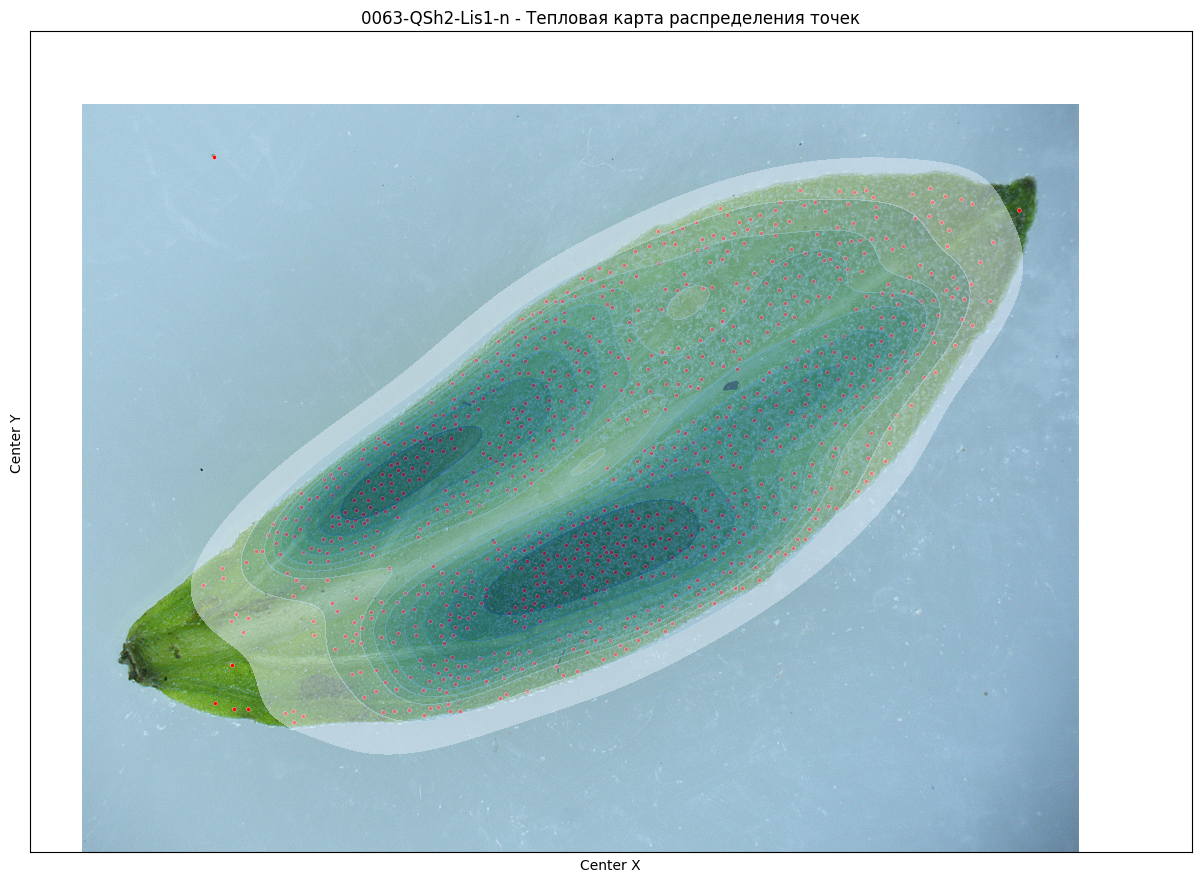 0063-QSh2-Lis1-n - Тепловая карта распределения точек
Center Y
Center X